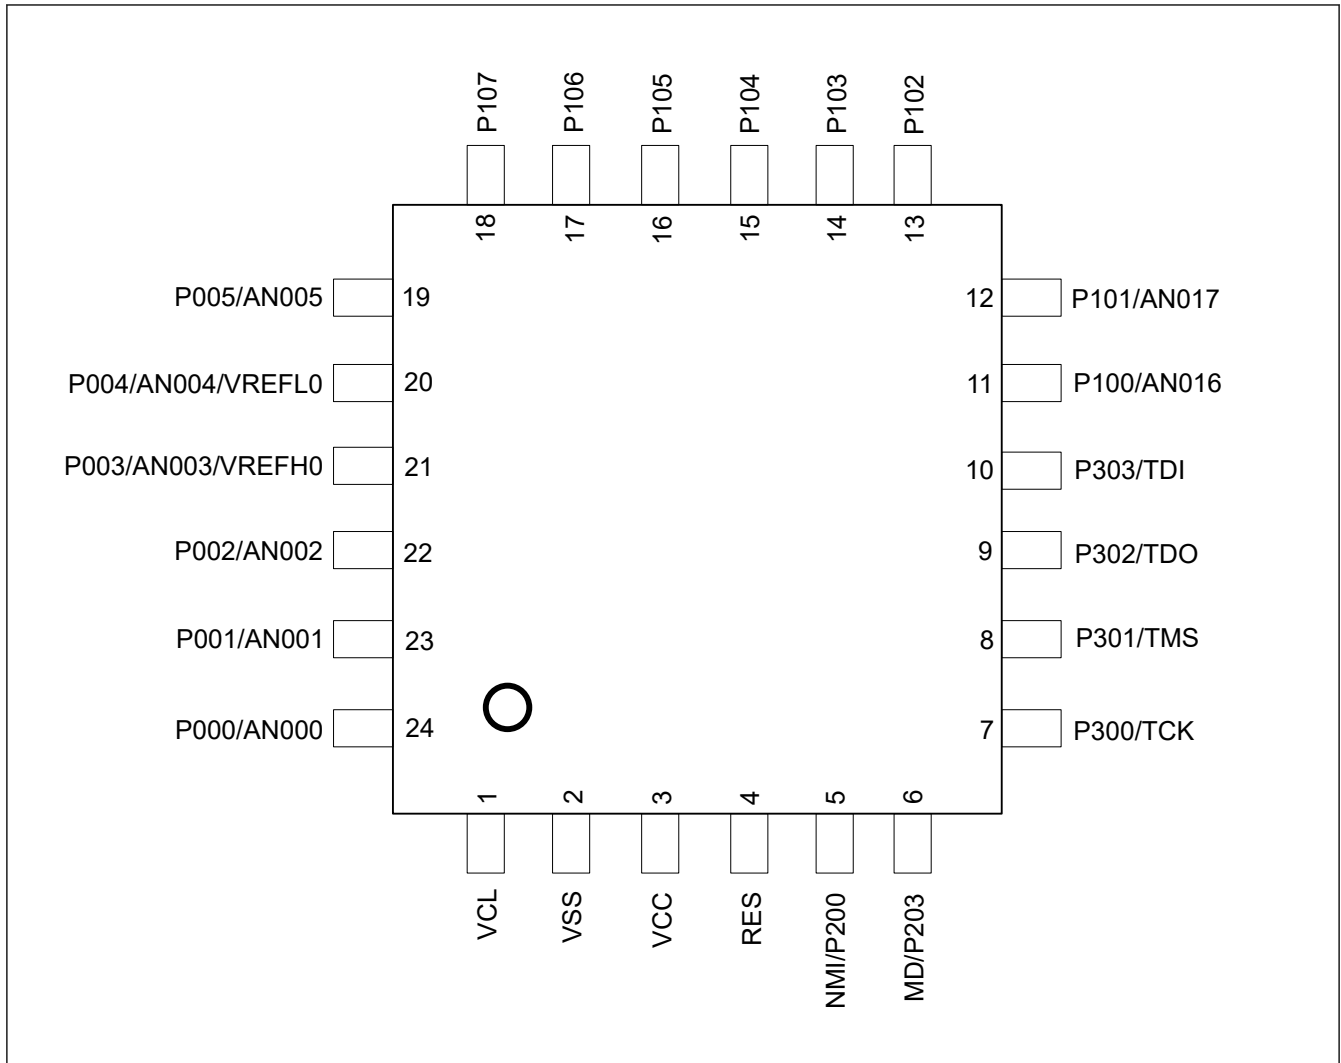 P107
P106
P105
P104
P103
P102
18
17
16
15
14
13
P005/AN005
19
12
P101/AN017
P004/AN004/VREFL0
20
11
P100/AN016
P003/AN003/VREFH0
21
10
P303/TDI
P002/AN002
22
9
P302/TDO
P001/AN001
23
8
P301/TMS
P000/AN000
24
7
P300/TCK
1
2
3
4
5
6
VCL
VSS
VCC
RES
NMI/P200
MD/P203